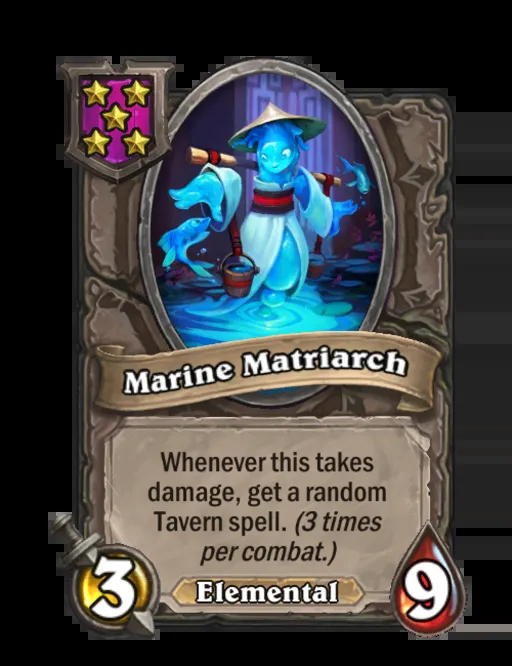 Marine Matriarch
Whenever this takes
damage, get a random
Tavern spell. (3 times
per combat.)
3
Elemental
9